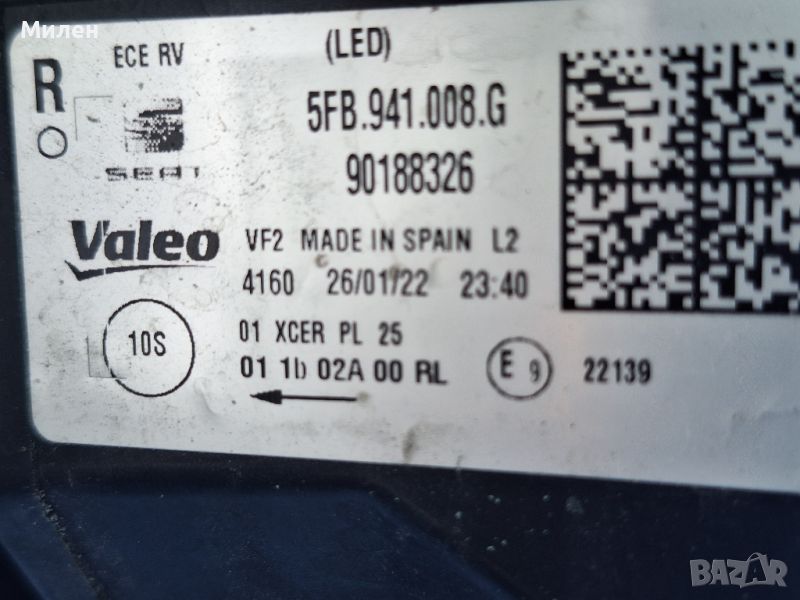 Милен
R
ECE RV
(LED)
5FB.941.008.G
SEAT
90188326
Valeo
VF2 MADE IN SPAIN L2
4160 26/01/22 23:40
10S
01 XCER PL 25
01 1b 02A 00 RL
E 9
22139
BAZAR